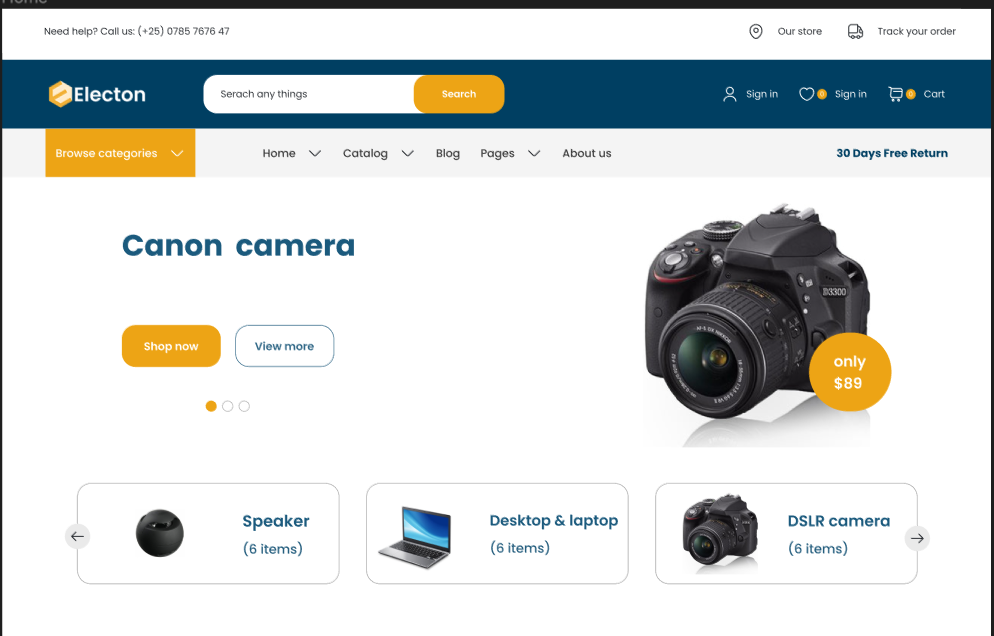 Home
Need help? Call us: (+25) 0785 7676 47
Our store
Track your order
Electon
Serach any things
Search
Sign in
0
Sign in
0
Cart
Browse categories
Home
Catalog
Blog
Pages
About us
30 Days Free Return
Canon camera
D3300
only
$89
Shop now
View more
Speaker
(6 items)
Desktop & laptop
(6 items)
DSLR camera
(6 items)